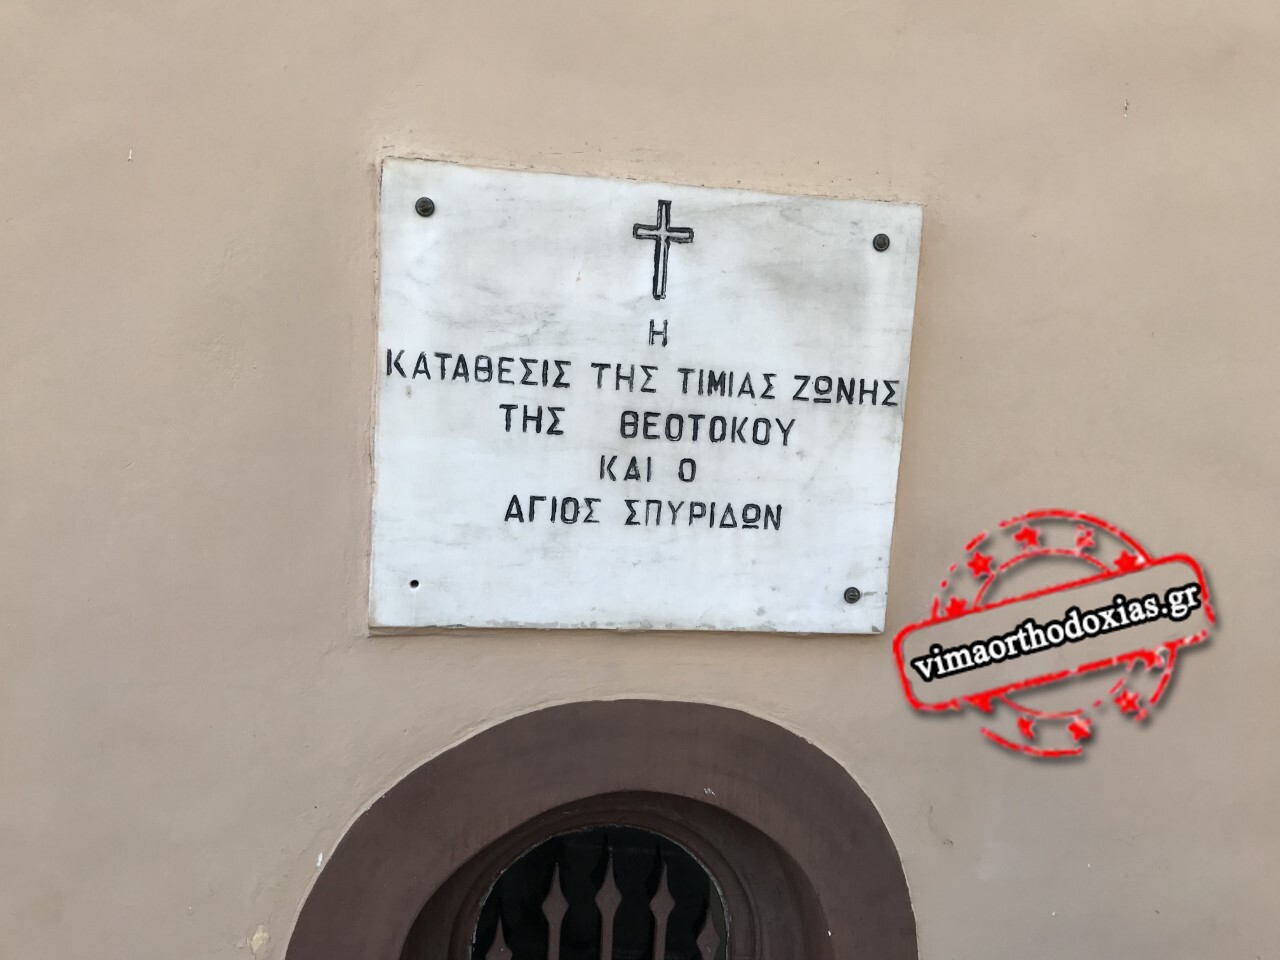 Η
ΚΑΤΑΘΕΣΙΣ ΤΗΣ ΤΙΜΙΑΣ ΖΩΝΗΣ
ΤΗΣ ΘΕΟΤΟΚΟΥ
ΚΑΙ Ο
ΑΓΙΟΣ ΣΠΥΡΙΔΩΝ
vimaorthodoxias.gr